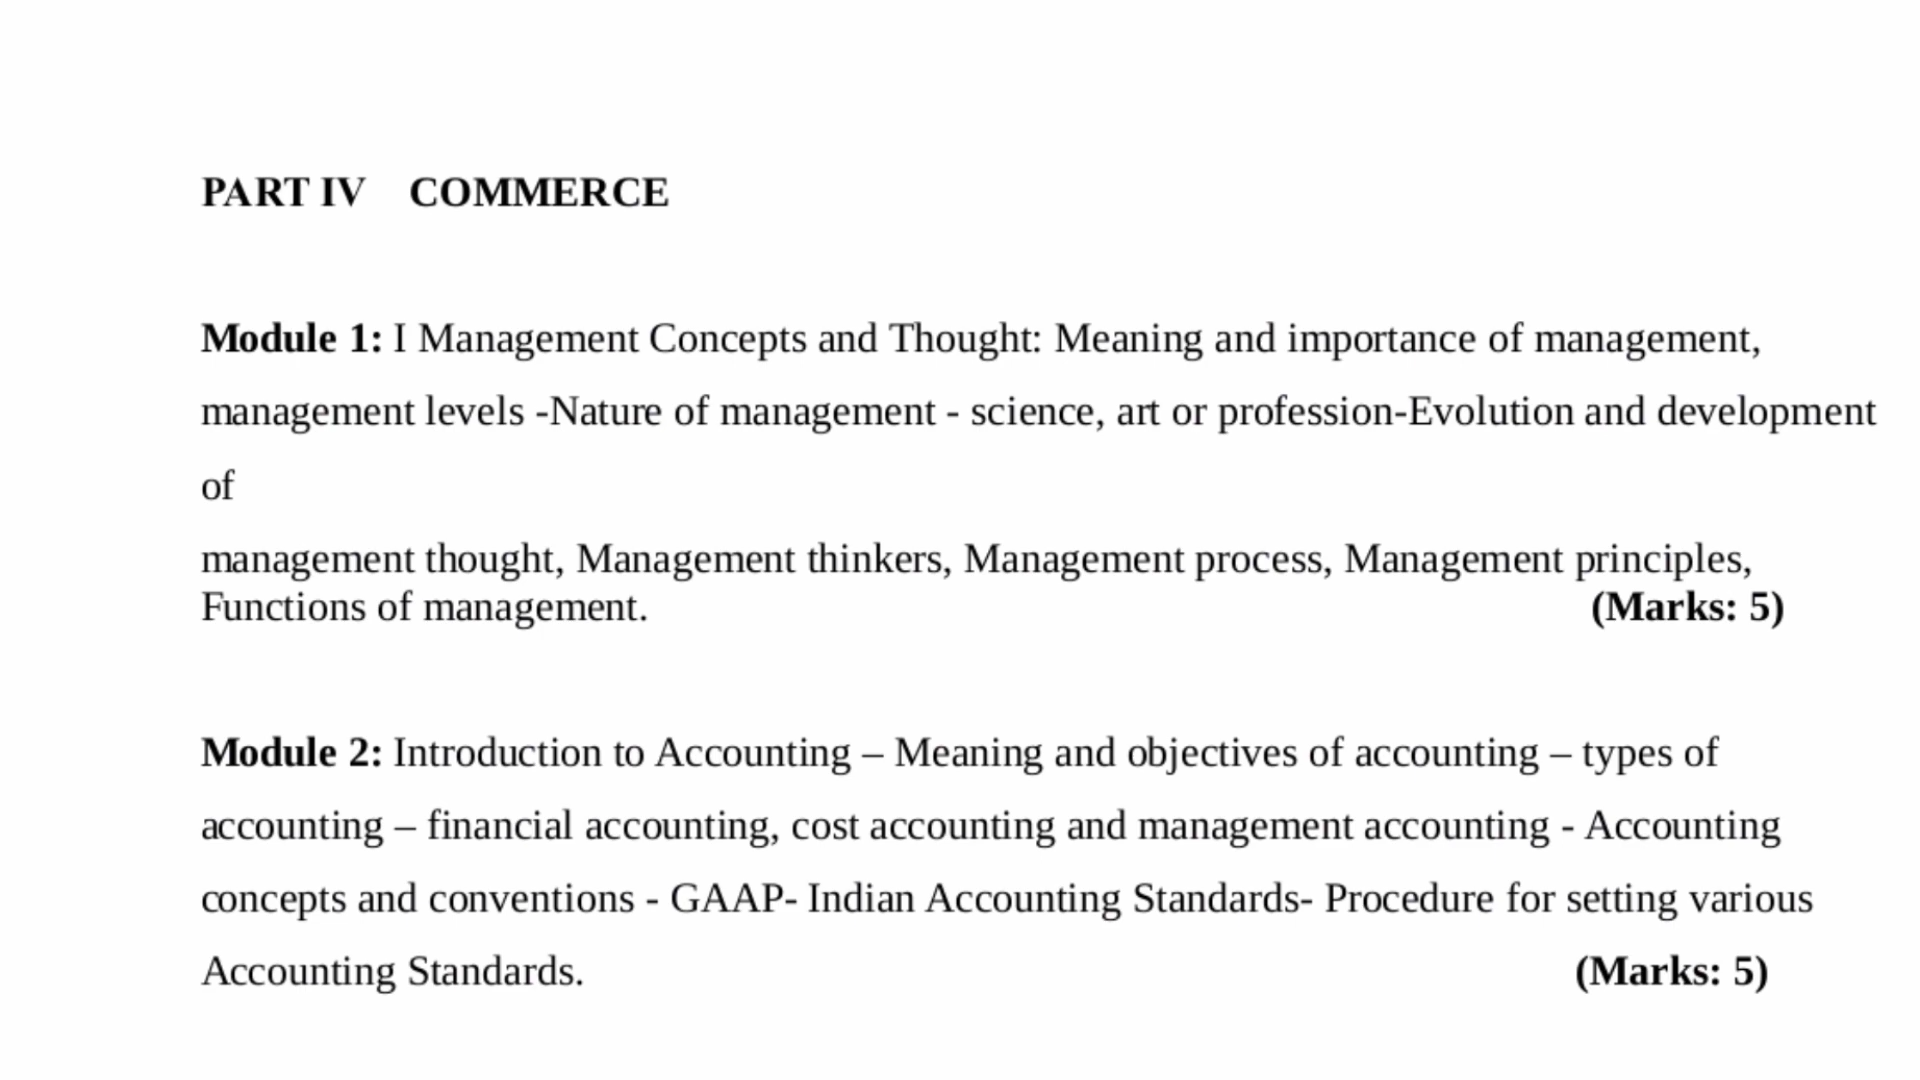 PART IV COMMERCE
Module 1: I Management Concepts and Thought: Meaning and importance of management,
management levels -Nature of management - science, art or profession-Evolution and development
of
management thought, Management thinkers, Management process, Management principles,
Functions of management. (Marks: 5)
Module 2: Introduction to Accounting – Meaning and objectives of accounting – types of
accounting – financial accounting, cost accounting and management accounting - Accounting
concepts and conventions - GAAP- Indian Accounting Standards- Procedure for setting various
Accounting Standards. (Marks: 5)